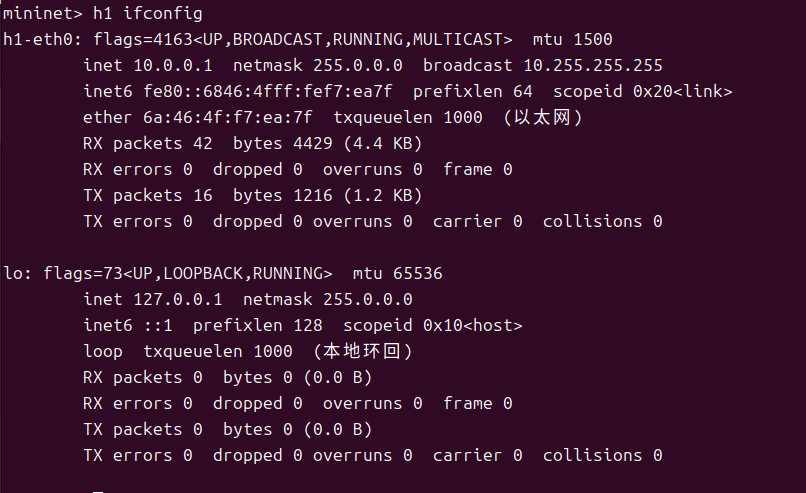 mininet> h1 ifconfig
h1-eth0: flags=4163<UP,BROADCAST,RUNNING,MULTICAST>  mtu 1500
        inet 10.0.0.1  netmask 255.0.0.0  broadcast 10.255.255.255
        inet6 fe80::6846:4fff:fef7:ea7f  prefixlen 64  scopeid 0x20<link>
        ether 6a:46:4f:f7:ea:7f  txqueuelen 1000  (以太网)
        RX packets 42  bytes 4429 (4.4 KB)
        RX errors 0  dropped 0  overruns 0  frame 0
        TX packets 16  bytes 1216 (1.2 KB)
        TX errors 0  dropped 0 overruns 0  carrier 0  collisions 0

lo: flags=73<UP,LOOPBACK,RUNNING>  mtu 65536
        inet 127.0.0.1  netmask 255.0.0.0
        inet6 ::1  prefixlen 128  scopeid 0x10<host>
        loop  txqueuelen 1000  (本地环回)
        RX packets 0  bytes 0 (0.0 B)
        RX errors 0  dropped 0  overruns 0  frame 0
        TX packets 0  bytes 0 (0.0 B)
        TX errors 0  dropped 0 overruns 0  carrier 0  collisions 0